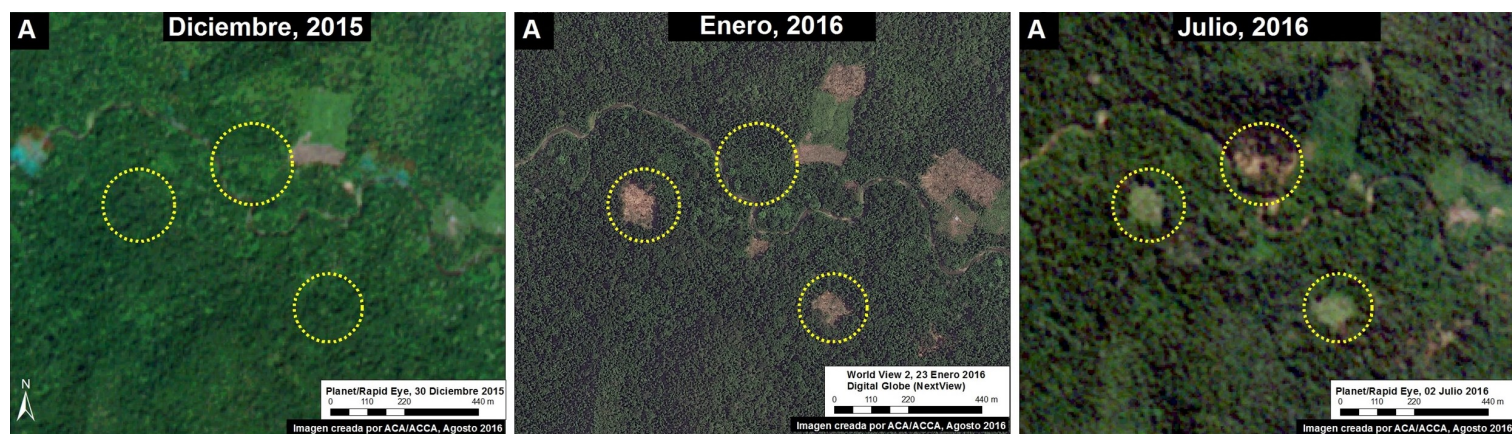 A
Diciembre, 2015
N
Planet/Rapid Eye, 30 Diciembre 2015
0 110 220 440 m
Imagen creada por ACA/ACCA, Agosto 2016
A
Enero, 2016
World View 2, 23 Enero 2016
Digital Globe (NextView)
0 110 220 440 m
Imagen creada por ACA/ACCA, Agosto 2016
A
Julio, 2016
Planet/Rapid Eye, 02 Julio 2016
0 110 220 440 m
Imagen creada por ACA/ACCA, Agosto 2016